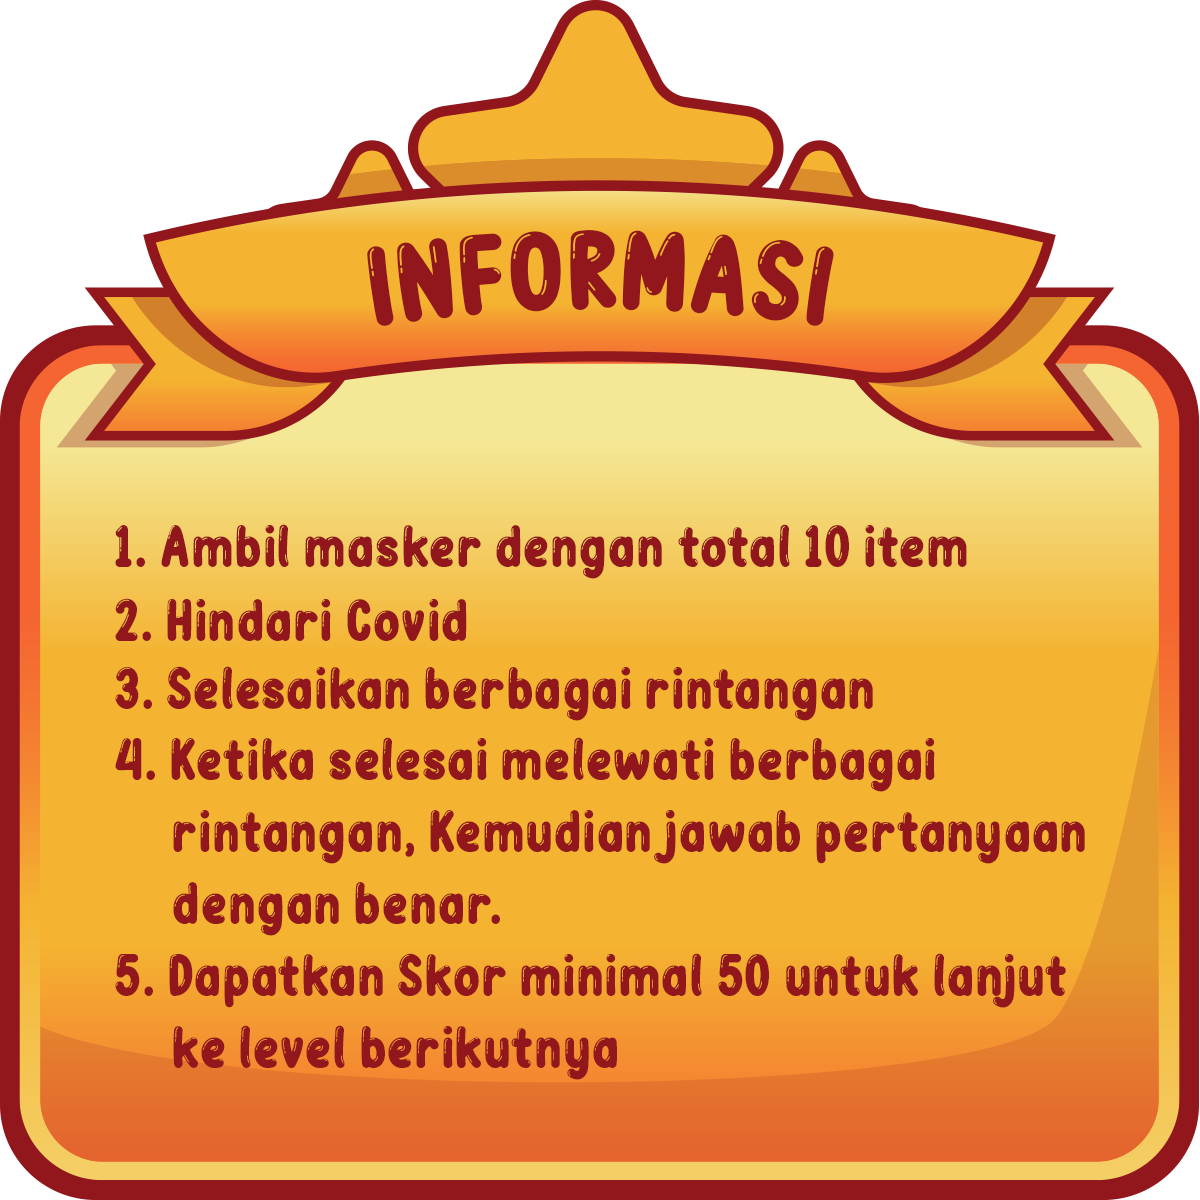 INFORMASI
1. Ambil masker dengan total 10 item
2. Hindari Covid
3. Selesaikan berbagai rintangan
4. Ketika selesai melewati berbagai
rintangan, Kemudian jawab pertanyaan
dengan benar.
5. Dapatkan Skor minimal 50 untuk lanjut
ke level berikutnya